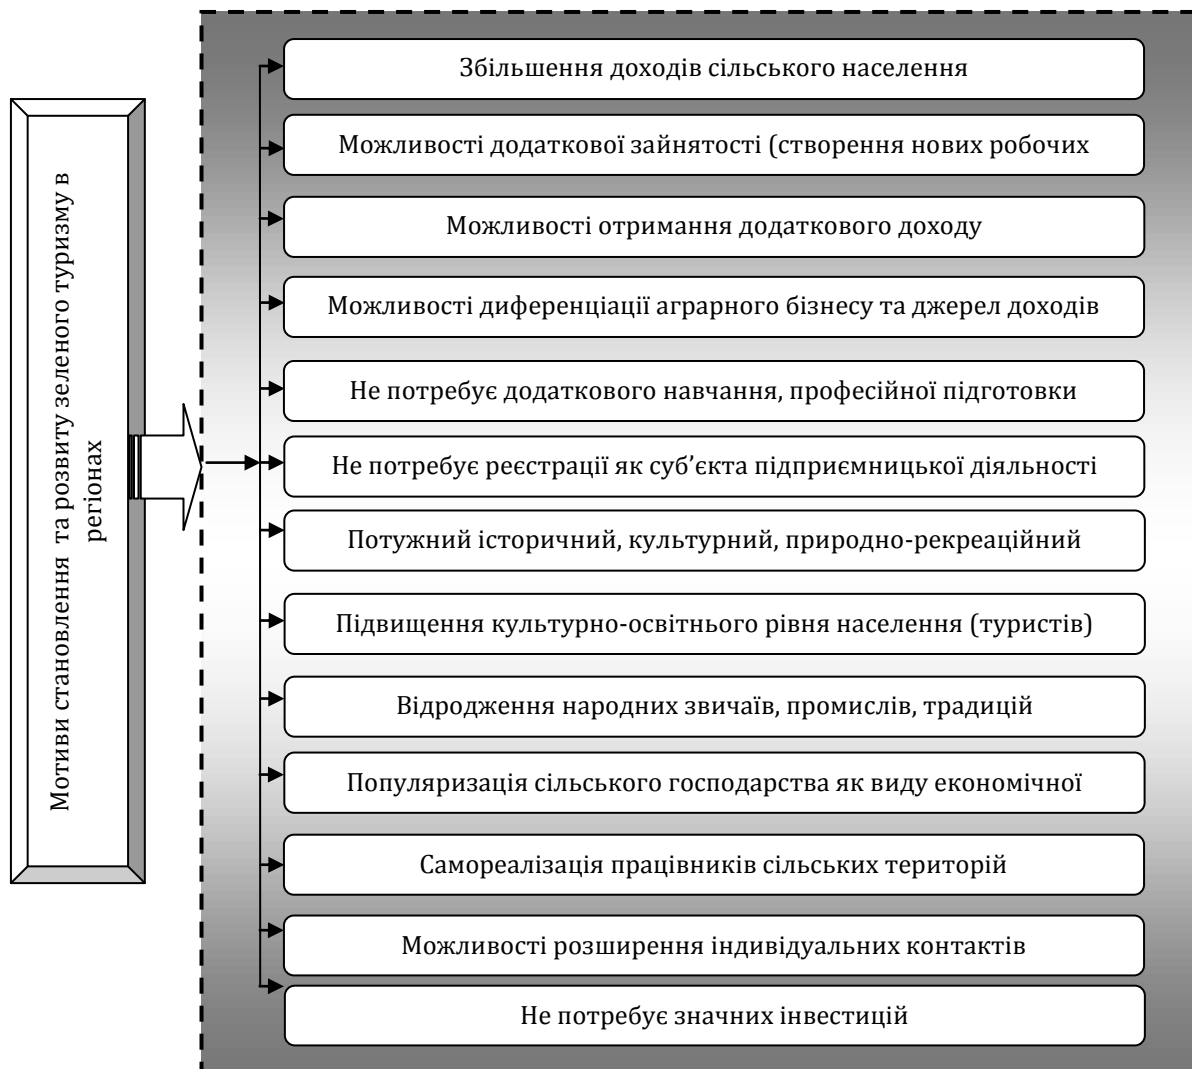 Мотиви становлення та розвиту зеленого туризму в
регіонах
Збільшення доходів сільського населення
Можливості додаткової зайнятості (створення нових робочих
Можливості отримання додаткового доходу
Можливості диференціації аграрного бізнесу та джерел доходів
Не потребує додаткового навчання, професійної підготовки
Не потребує реєстрації як суб’єкта підприємницької діяльності
Потужний історичний, культурний, природно-рекреаційний
Підвищення культурно-освітнього рівня населення (туристів)
Відродження народних звичаїв, промислів, традицій
Популяризація сільського господарства як виду економічної
Самореалізація працівників сільських територій
Можливості розширення індивідуальних контактів
Не потребує значних інвестицій